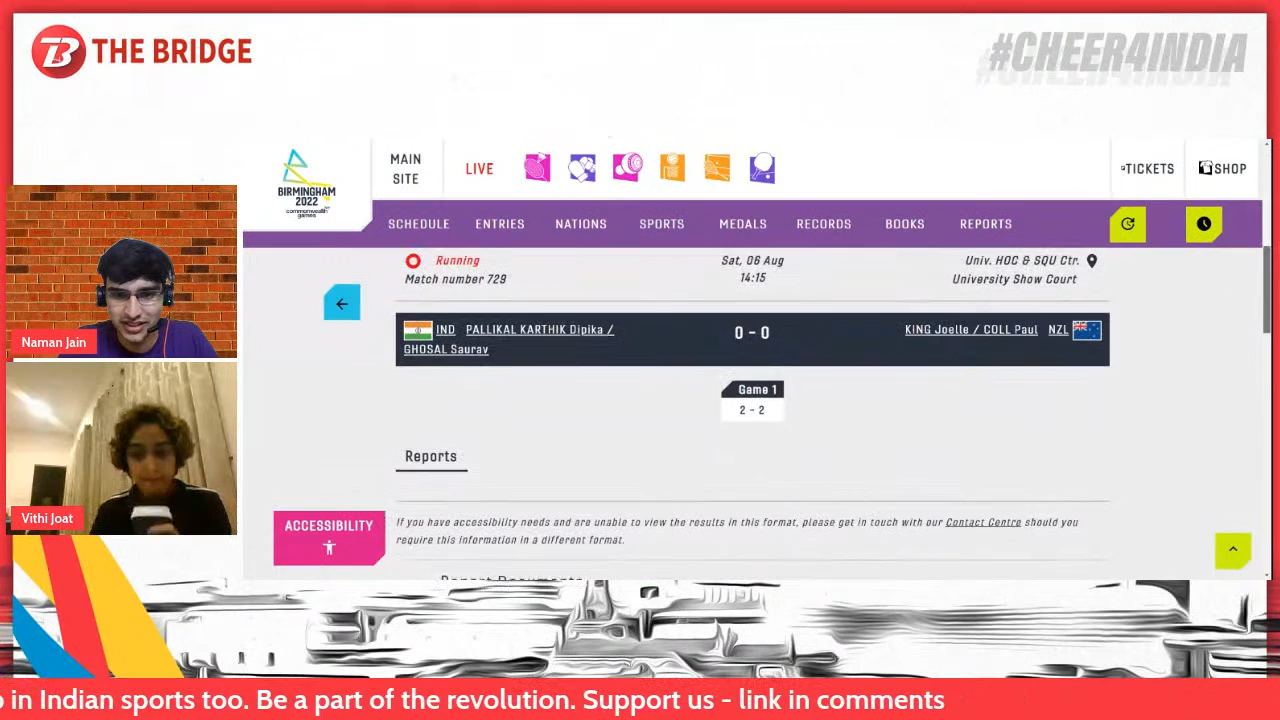 THE BRIDGE
#CHEER4INDIA
BIRMINGHAM
2022
commonwealth
games
MAIN
SITE
LIVE
TICKETS
SHOP
SCHEDULE
ENTRIES
NATIONS
SPORTS
MEDALS
RECORDS
BOOKS
REPORTS
Running
Sat, 06 Aug
Univ. HOC & SQU Ctr.
Match number 729
14:15
University Show Court
IND PALLIKAL KARTHIK Dipika /
GHOSAL Saurav
0 - 0
KING Joelle / COLL Paul NZL
Game 1
2 - 2
Reports
If you have accessibility needs and are unable to view the results in this format, please get in touch with our Contact Centre should you
require this information in a different format.
ACCESSIBILITY
Report Documents
Naman Jain
Vithi Joat
in Indian sports too. Be a part of the revolution. Support us - link in comments